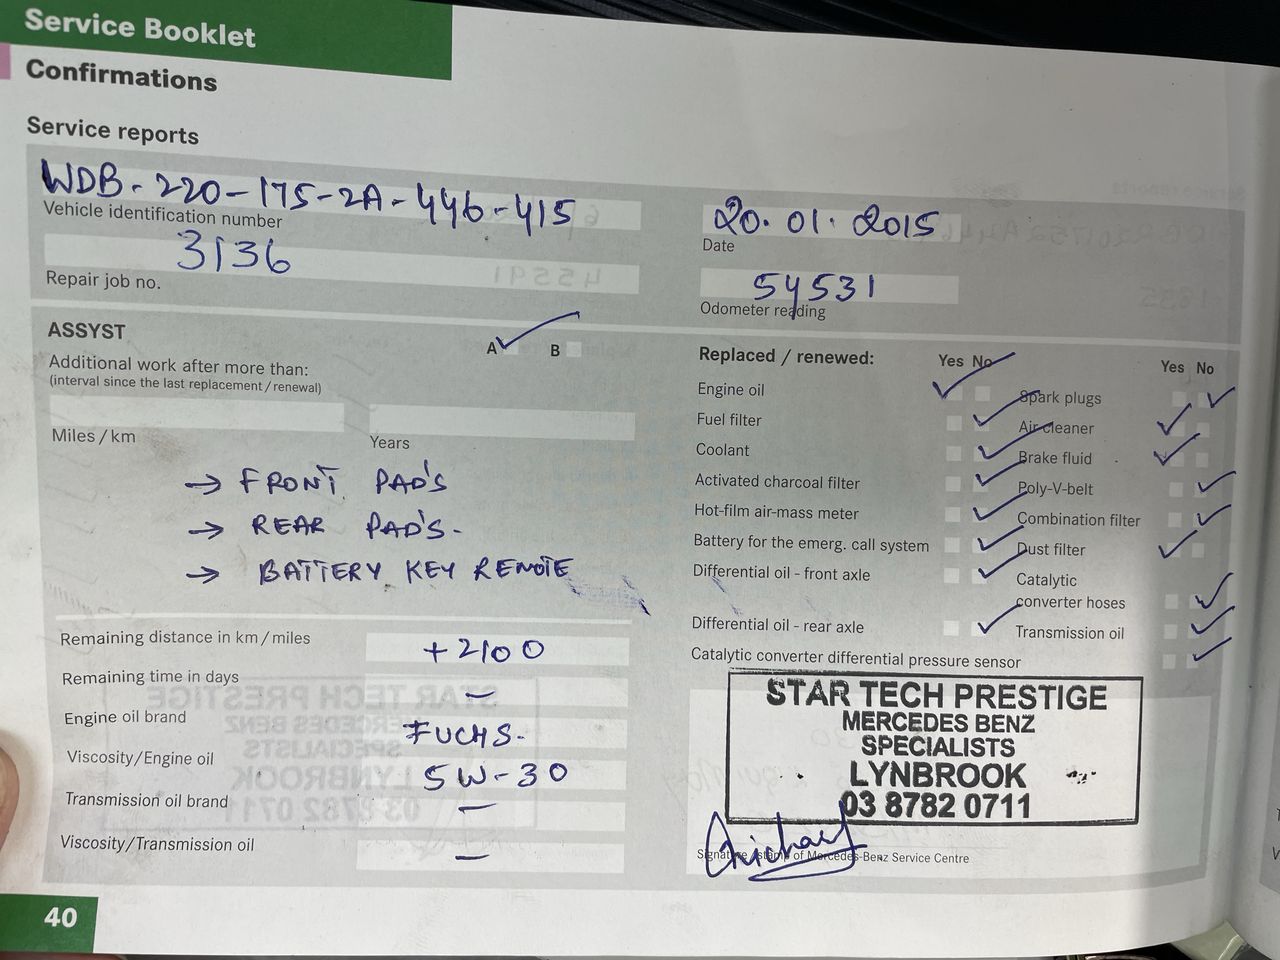 Service Booklet
Confirmations
Service reports
WDB-220-175-2A-446-415
Vehicle identification number
20.01.2015
Date
3136
Repair job no.
54531
Odometer reading
ASSYST
A ✓ B
Additional work after more than:
(interval since the last replacement / renewal)
Miles / km
Years
→ FRONT PAD'S
→ REAR PAD'S-
→ BATTERY KEY REMOTE
Remaining distance in km / miles
+2100
Remaining time in days
—
Engine oil brand
FUCHS-
Viscosity/Engine oil
5W-30
Transmission oil brand
—
Viscosity/Transmission oil
—
Replaced / renewed:
Yes No
Engine oil
Fuel filter
Coolant
Activated charcoal filter
Hot-film air-mass meter
Battery for the emerg. call system
Differential oil - front axle
Differential oil - rear axle
Catalytic converter differential pressure sensor
Yes No
Spark plugs
Air cleaner
Brake fluid
Poly-V-belt
Combination filter
Dust filter
Catalytic
converter hoses
Transmission oil
STAR TECH PRESTIGE
MERCEDES BENZ
SPECIALISTS
LYNBROOK
03 8782 0711
Signature / stamp of Mercedes-Benz Service Centre
40